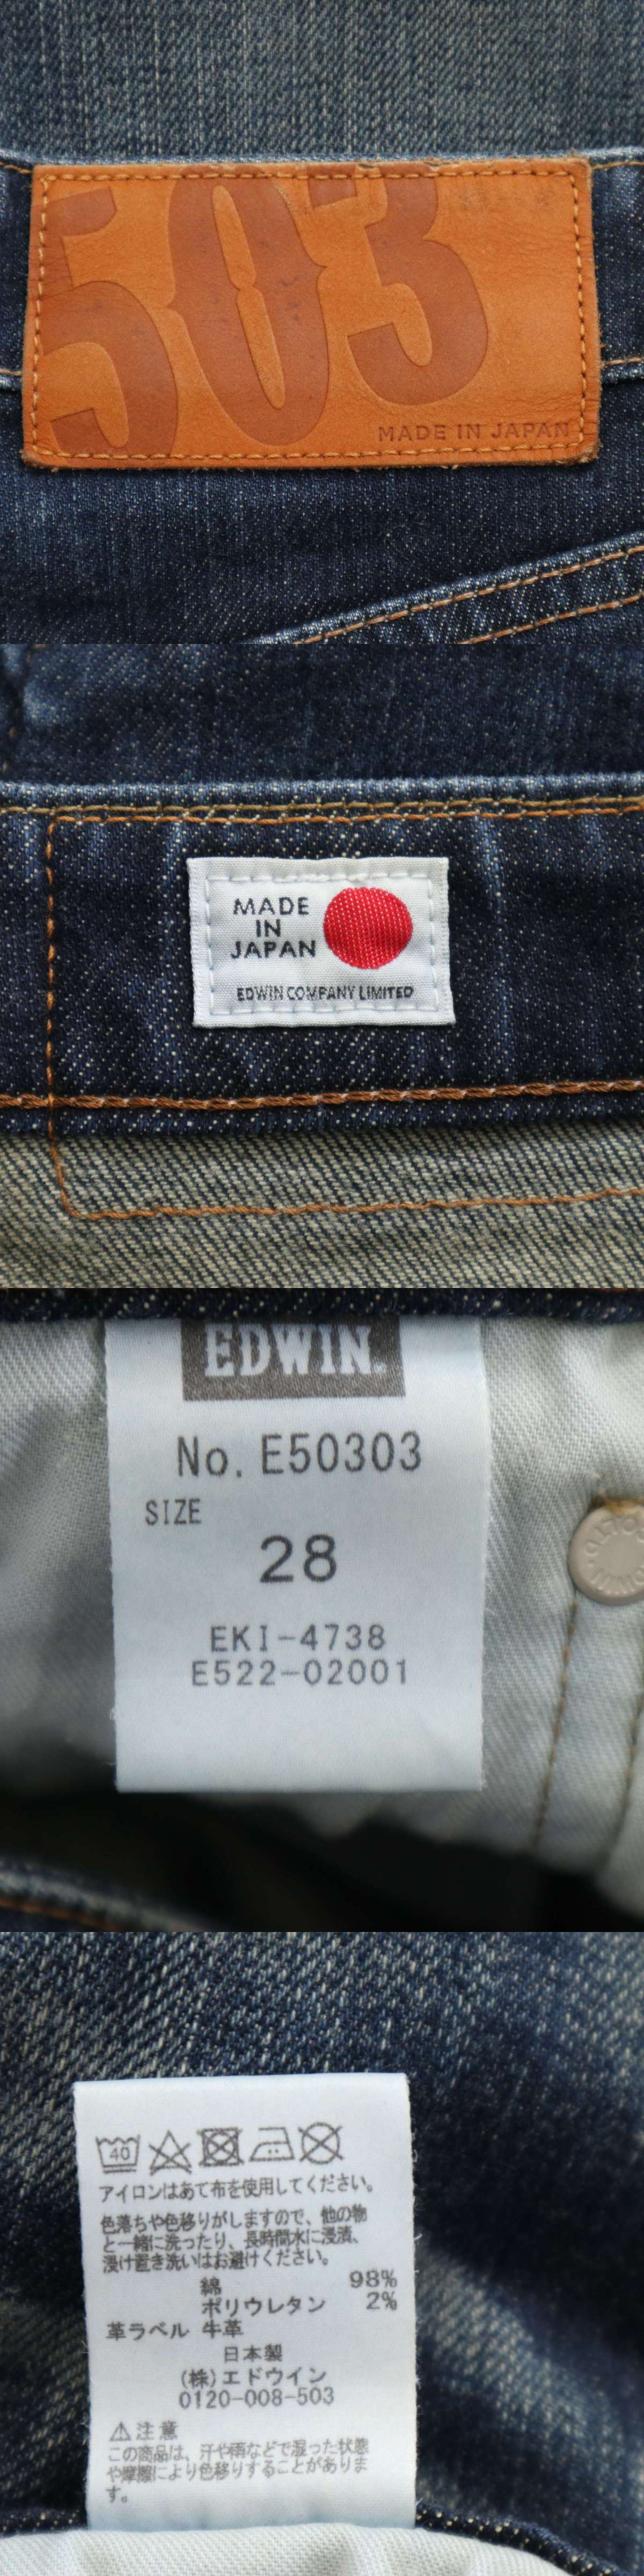 503
MADE IN JAPAN
MADE
IN
JAPAN
EDWIN COMPANY LIMITED
EDWIN.
No. E50303
SIZE
28
EKI-4738
E522-02001
40
アイロンはあて布を使用してください。
色落ちや色移りがしますので、他の物
と一緒に洗ったり、長時間水に浸漬、
浸け置き洗いはお避けください。
綿 98%
ポリウレタン 2%
革ラベル 牛革
日本製
(株)エドウイン
0120-008-503
⚠注意
この商品は、汗や雨などで湿った状態
や摩擦により色移りすることがありま
す。